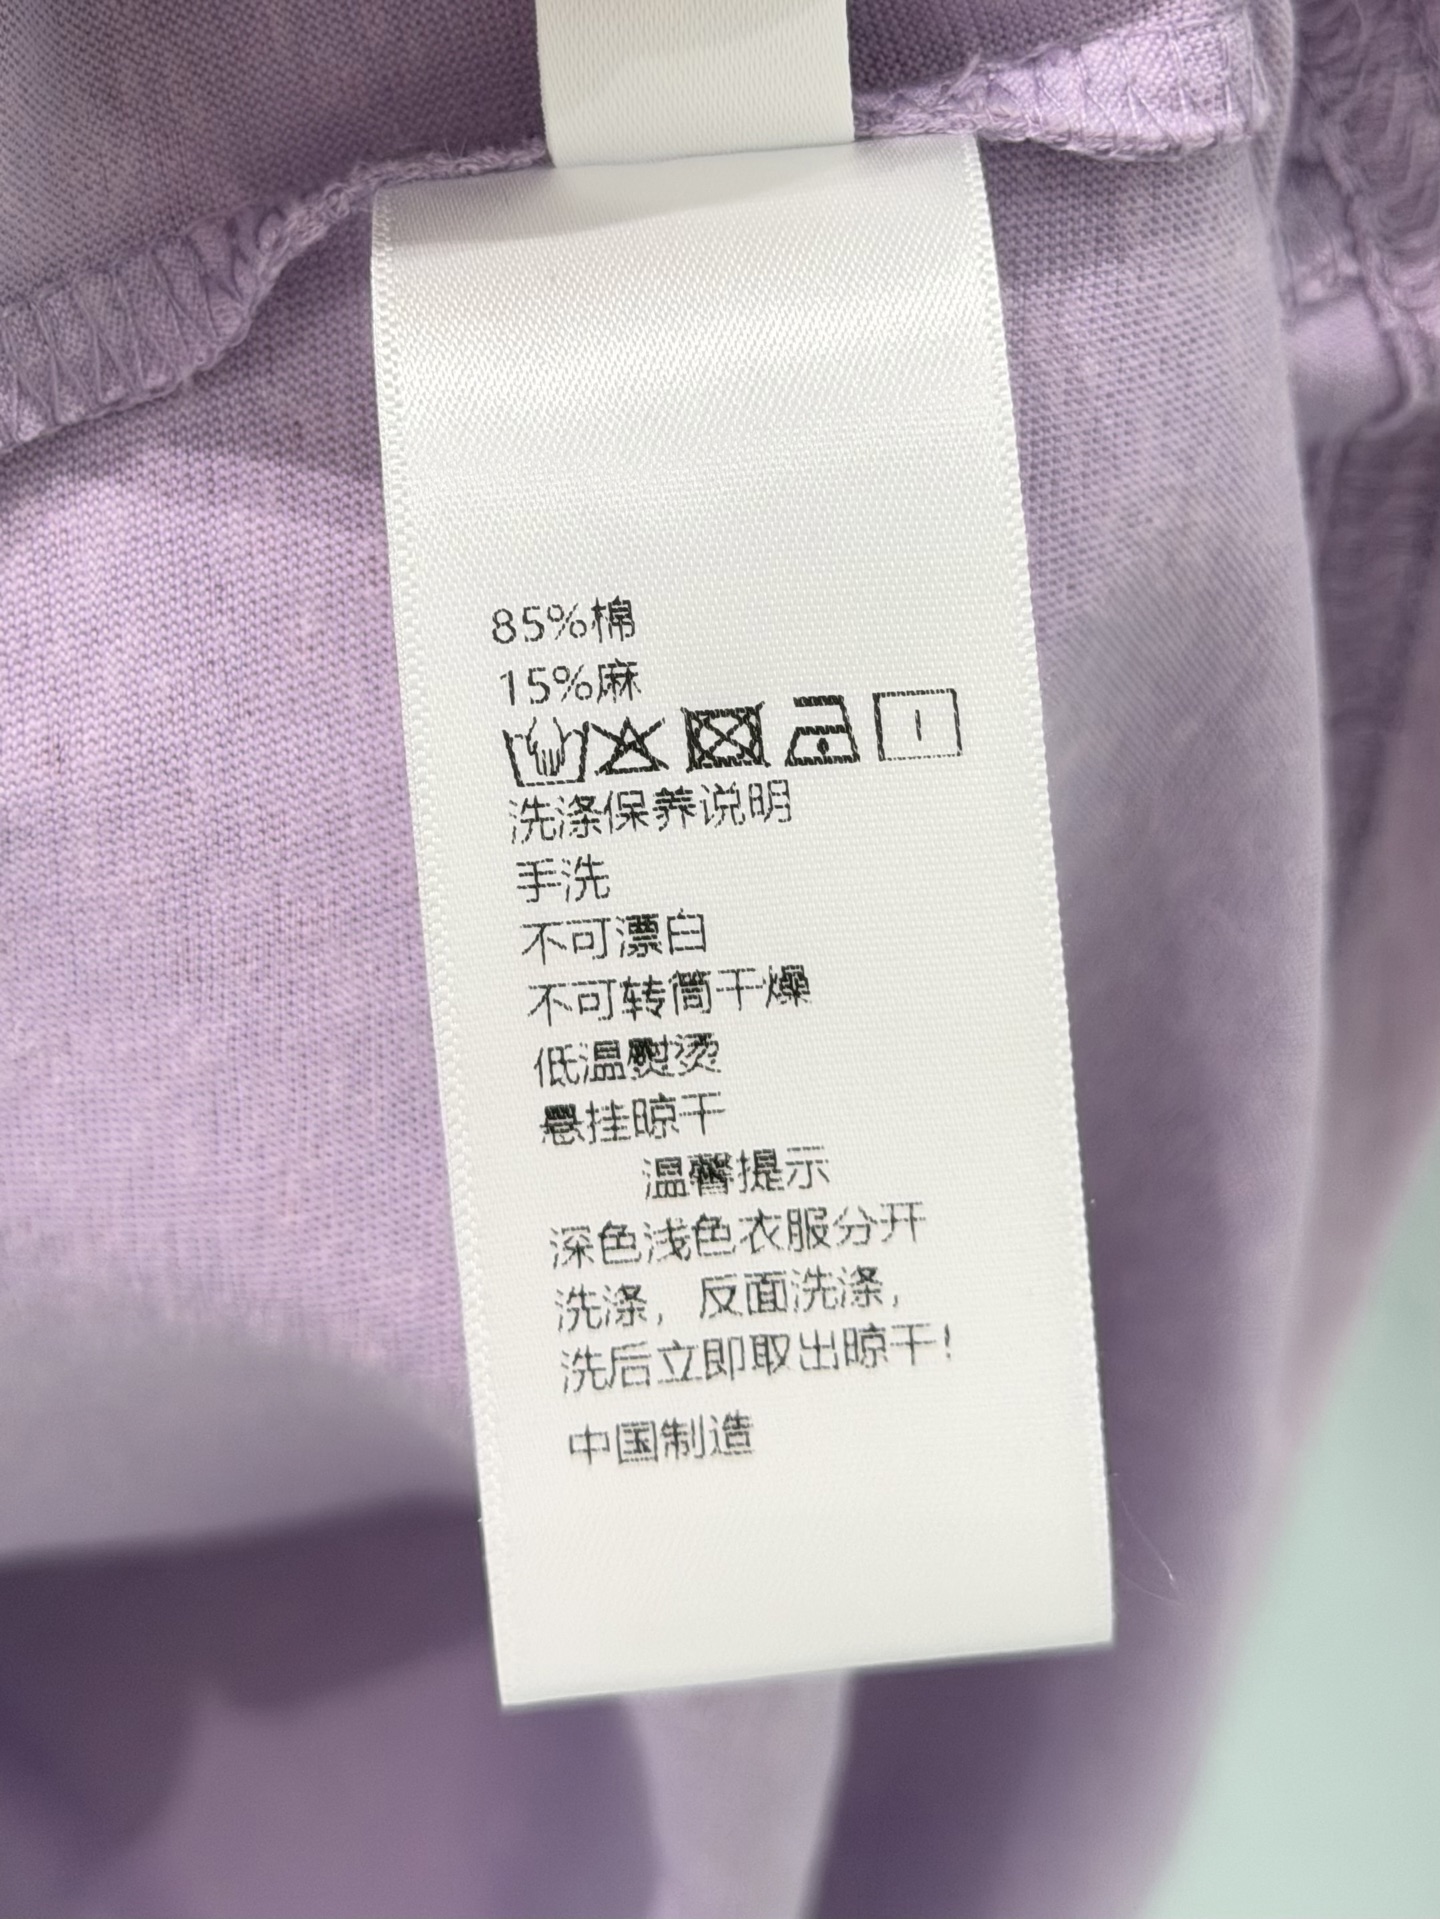 85%棉
15%麻
洗涤保养说明
手洗
不可漂白
不可转筒干燥
低温熨烫
悬挂晾干
温馨提示
深色浅色衣服分开
洗涤，反面洗涤，
洗后立即取出晾干！
中国制造